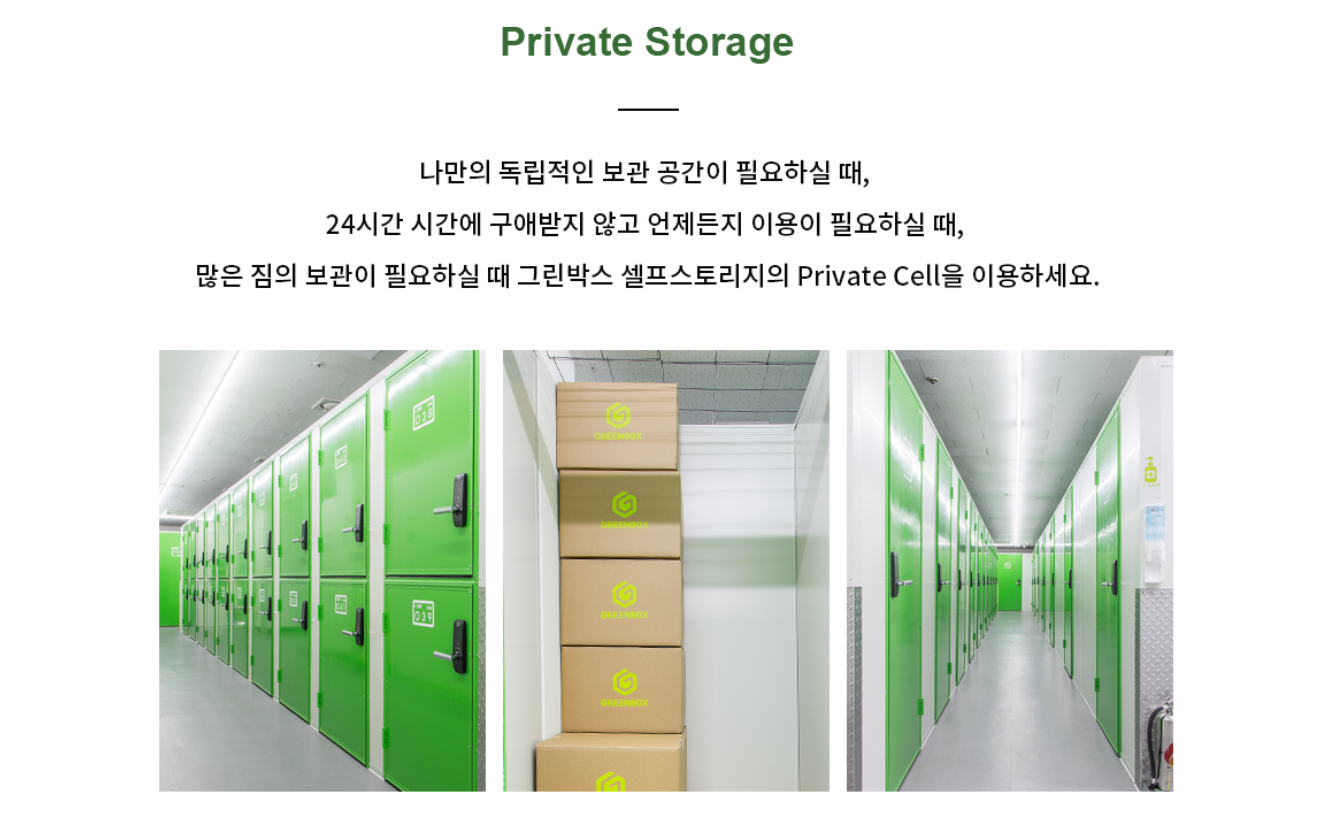 Private Storage
나만의 독립적인 보관 공간이 필요하실 때,
24시간 시간에 구애받지 않고 언제든지 이용이 필요하실 때,
많은 짐의 보관이 필요하실 때 그린박스 셀프스토리지의 Private Cell을 이용하세요.
038
039
GREENBOX
GREENBOX
GREENBOX
GREENBOX